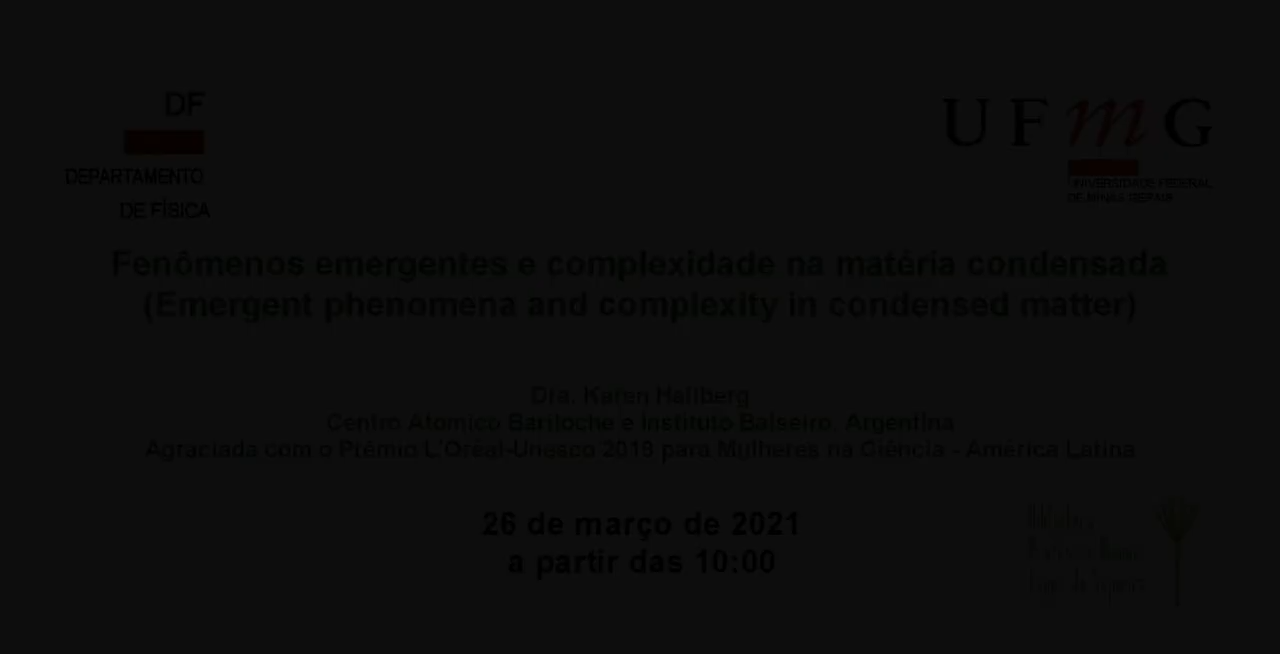 DF
DEPARTAMENTO
DE FÍSICA
UFmG
UNIVERSIDADE FEDERAL
DE MINAS GERAIS
Fenômenos emergentes e complexidade na matéria condensada
(Emergent phenomena and complexity in condensed matter)
Dra. Karen Hallberg
Centro Atomico Bariloche e Instituto Balseiro, Argentina
Agraciada com o Prêmio L'Oréal-Unesco 2019 para Mulheres na Ciência - América Latina
26 de março de 2021
a partir das 10:00